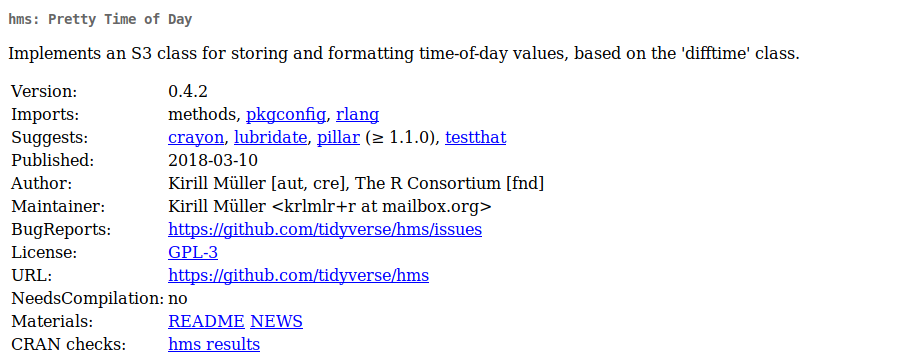 hms: Pretty Time of Day
Implements an S3 class for storing and formatting time-of-day values, based on the 'difftime' class.
Version: 0.4.2
Imports: methods, pkgconfig, rlang
Suggests: crayon, lubridate, pillar (≥ 1.1.0), testthat
Published: 2018-03-10
Author: Kirill Müller [aut, cre], The R Consortium [fnd]
Maintainer: Kirill Müller <krlmlr+r at mailbox.org>
BugReports: https://github.com/tidyverse/hms/issues
License: GPL-3
URL: https://github.com/tidyverse/hms
NeedsCompilation: no
Materials: README NEWS
CRAN checks: hms results